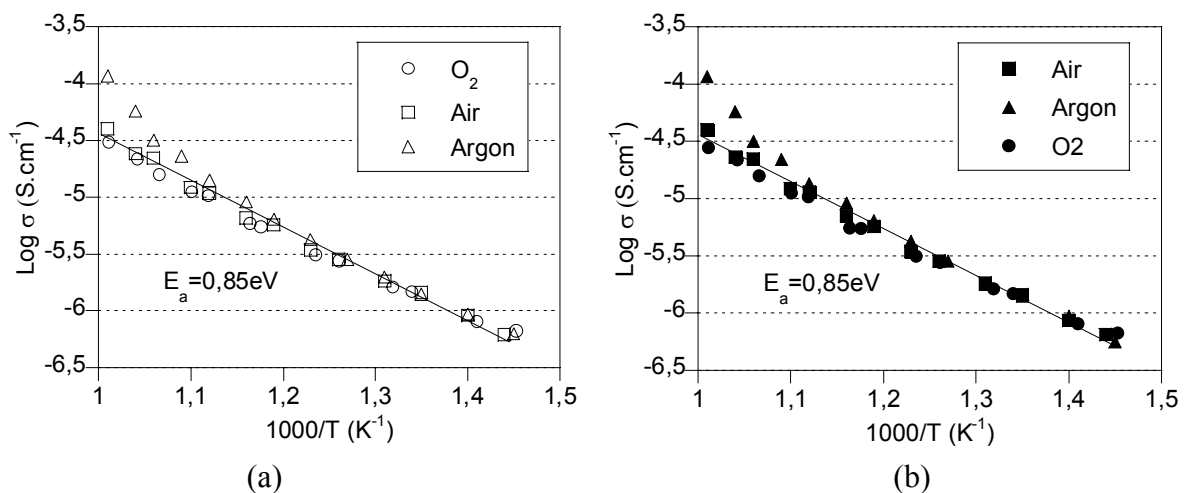 -3,5
-4
-4,5
-5
-5,5
-6
-6,5
Log σ (S.cm⁻¹)
O₂
Air
Argon
Eₐ=0,85eV
1 1,1 1,2 1,3 1,4 1,5
1000/T (K⁻¹)
(a)
-3,5
-4
-4,5
-5
-5,5
-6
-6,5
Log σ (S.cm⁻¹)
Air
Argon
O2
Eₐ=0,85eV
1 1,1 1,2 1,3 1,4 1,5
1000/T (K⁻¹)
(b)